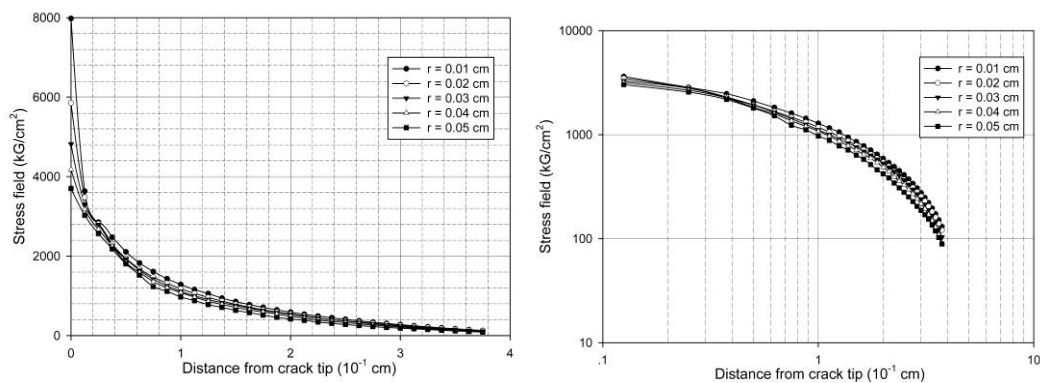 8000
6000
4000
2000
0
Stress field (kG/cm²)
r = 0.01 cm
r = 0.02 cm
r = 0.03 cm
r = 0.04 cm
r = 0.05 cm
0 1 2 3 4
Distance from crack tip (10⁻¹ cm)
10000
1000
100
10
Stress field (kG/cm²)
r = 0.01 cm
r = 0.02 cm
r = 0.03 cm
r = 0.04 cm
r = 0.05 cm
.1 1 10
Distance from crack tip (10⁻¹ cm)